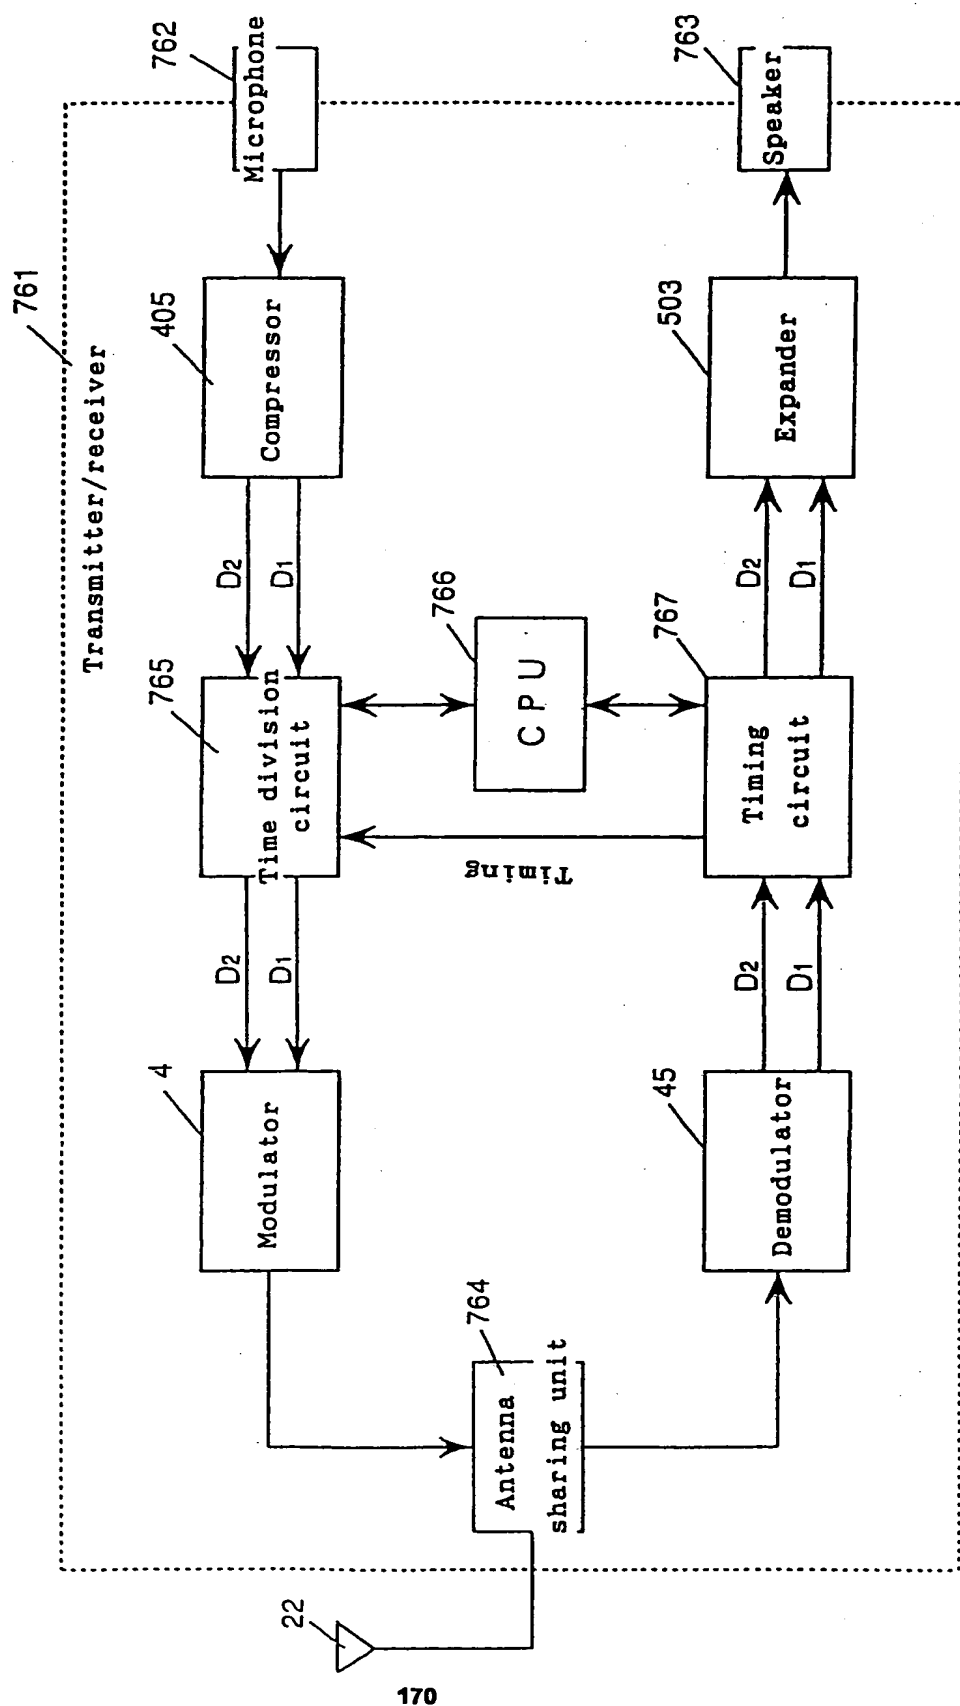 761
Transmitter/receiver
22
764
Antenna
sharing unit
4
Modulator
D2
D1
765
Time division
circuit
D2
D1
405
Compressor
762
Microphone
Timing
766
CPU
45
Demodulator
D2
D1
767
Timing
circuit
D2
D1
503
Expander
763
Speaker
170